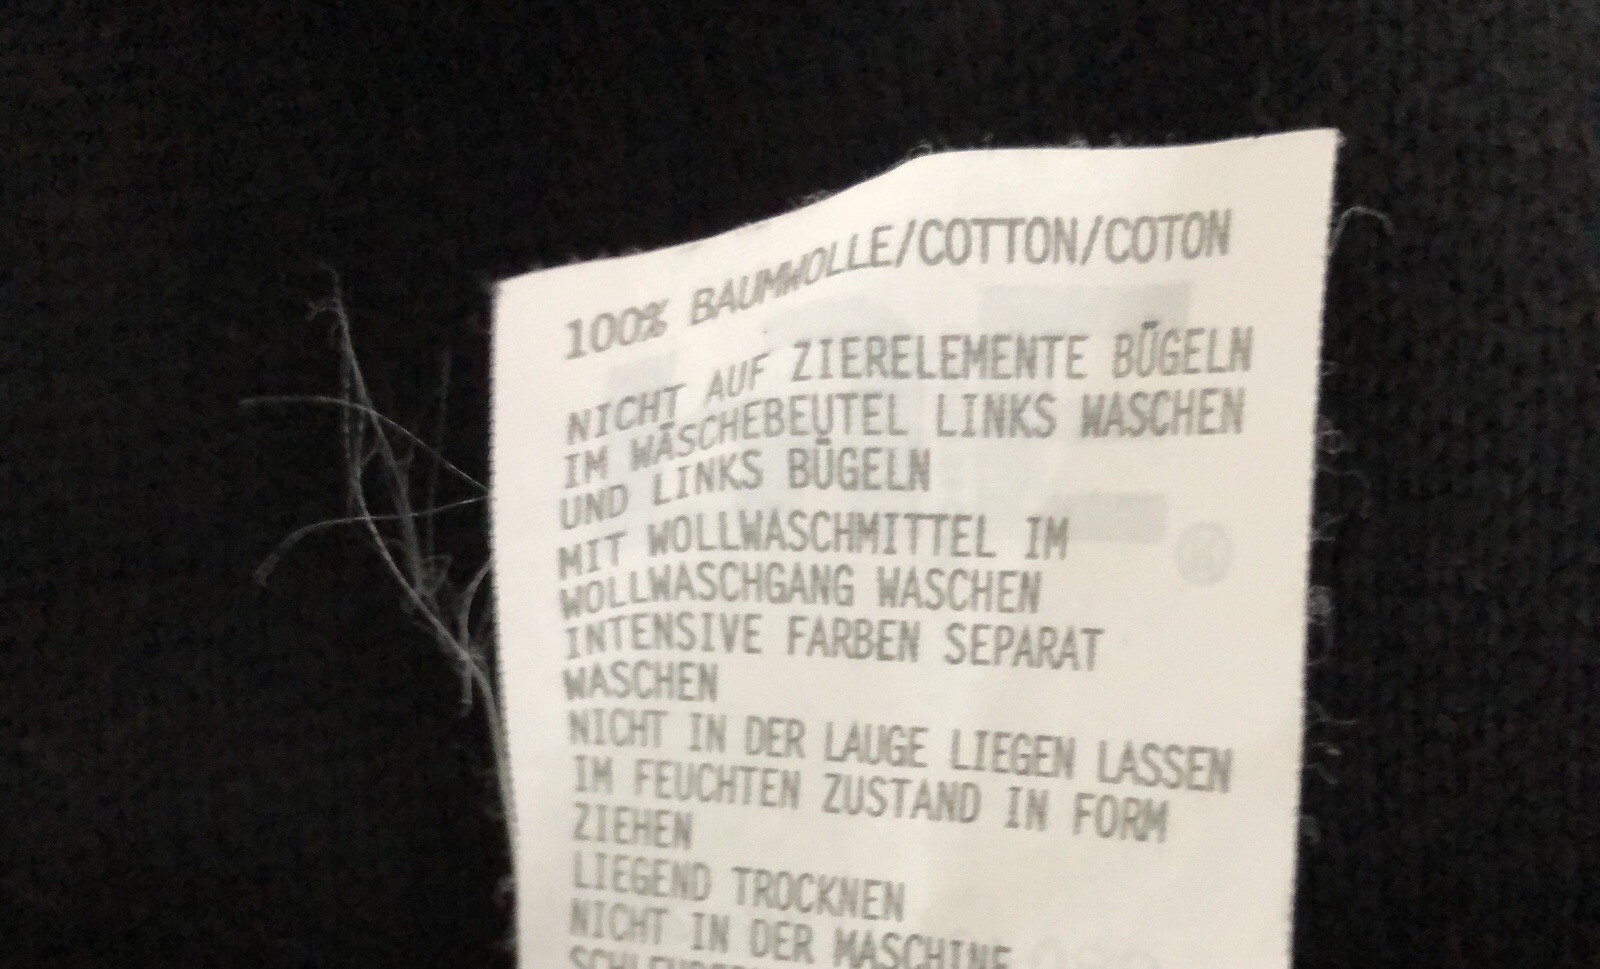 100% BAUMWOLLE/COTTON/COTON
NICHT AUF ZIERELEMENTE BÜGELN
IM WÄSCHEBEUTEL LINKS WASCHEN
UND LINKS BÜGELN
MIT WOLLWASCHMITTEL IM
WOLLWASCHGANG WASCHEN
INTENSIVE FARBEN SEPARAT
WASCHEN
NICHT IN DER LAUGE LIEGEN LASSEN
IM FEUCHTEN ZUSTAND IN FORM
ZIEHEN
LIEGEND TROCKNEN
NICHT IN DER MASCHINE